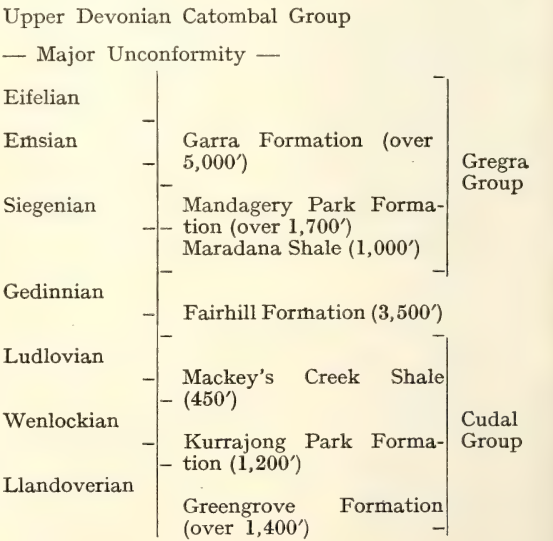 Upper Devonian Catombal Group
— Major Unconformity —
Eifelian
Emsian
Garra Formation (over
5,000′)
Gregra
Group
Siegenian
Mandagery Park Forma-
tion (over 1,700′)
Maradana Shale (1,000′)
Gedinnian
Fairhill Formation (3,500′)
Ludlovian
Mackey's Creek Shale
(450′)
Wenlockian
Cudal
Group
Kurrajong Park Forma-
tion (1,200′)
Llandoverian
Greengrove Formation
(over 1,400′)